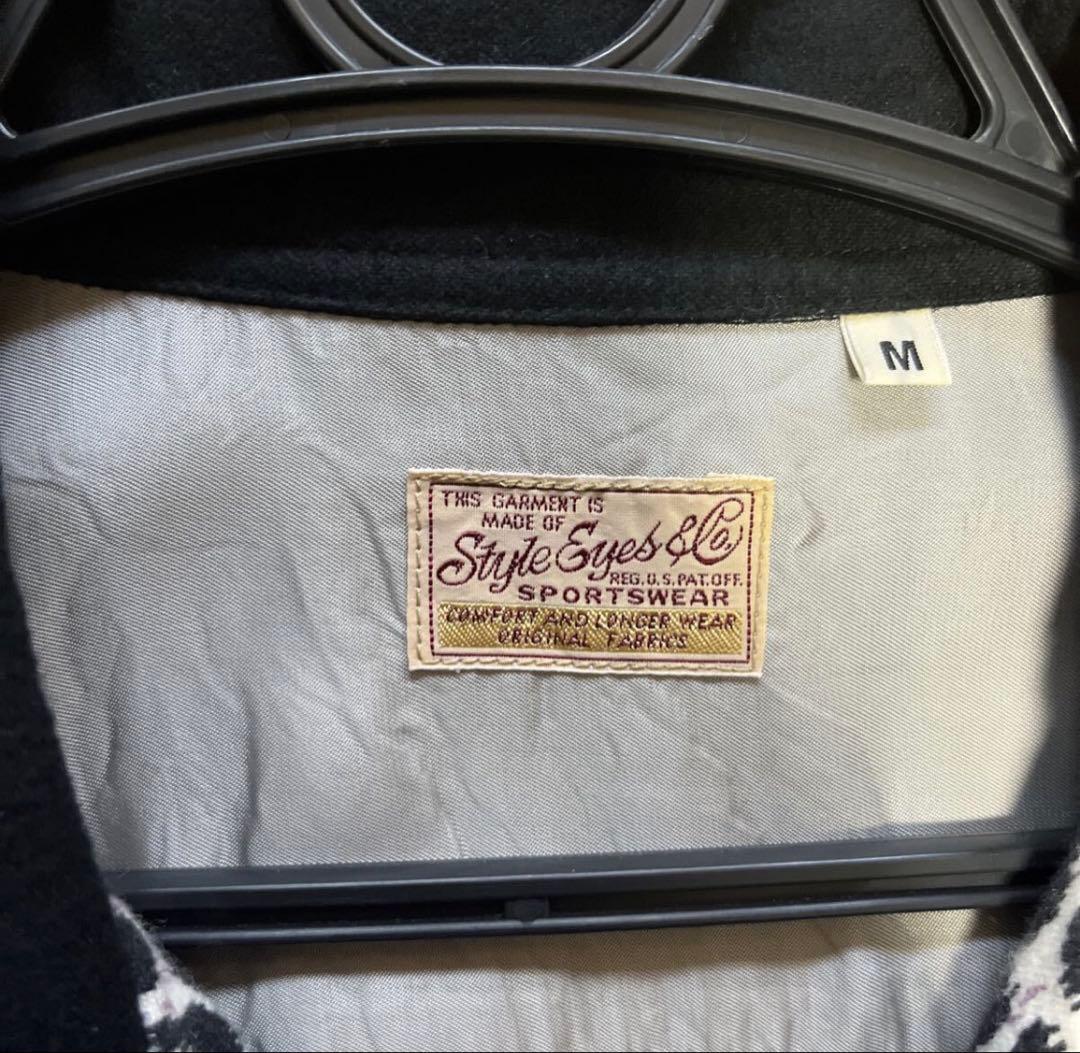 M
THIS GARMENT IS
MADE OF
Style Eyes & Co.
REG. U.S. PAT. OFF.
SPORTSWEAR
COMFORT AND LONGER WEAR
ORIGINAL FABRICS